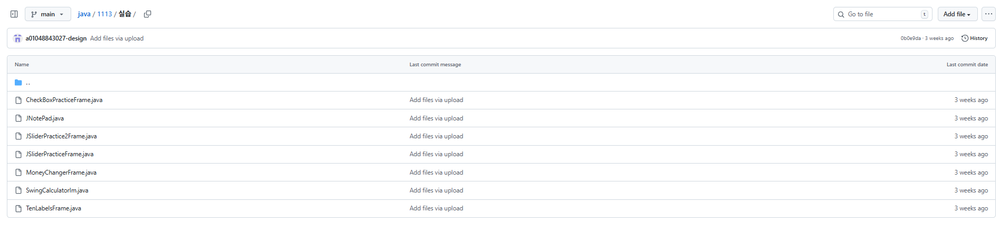 main java / 1113 / 실습 / Go to file t Add file
a01048843027-design Add files via upload 0b0e9da · 3 weeks ago History
Name Last commit message Last commit date
..
CheckBoxPracticeFrame.java Add files via upload 3 weeks ago
JNotePad.java Add files via upload 3 weeks ago
JSliderPractice2Frame.java Add files via upload 3 weeks ago
JSliderPracticeFrame.java Add files via upload 3 weeks ago
MoneyChangerFrame.java Add files via upload 3 weeks ago
SwingCalculatorIm.java Add files via upload 3 weeks ago
TenLabelsFrame.java Add files via upload 3 weeks ago